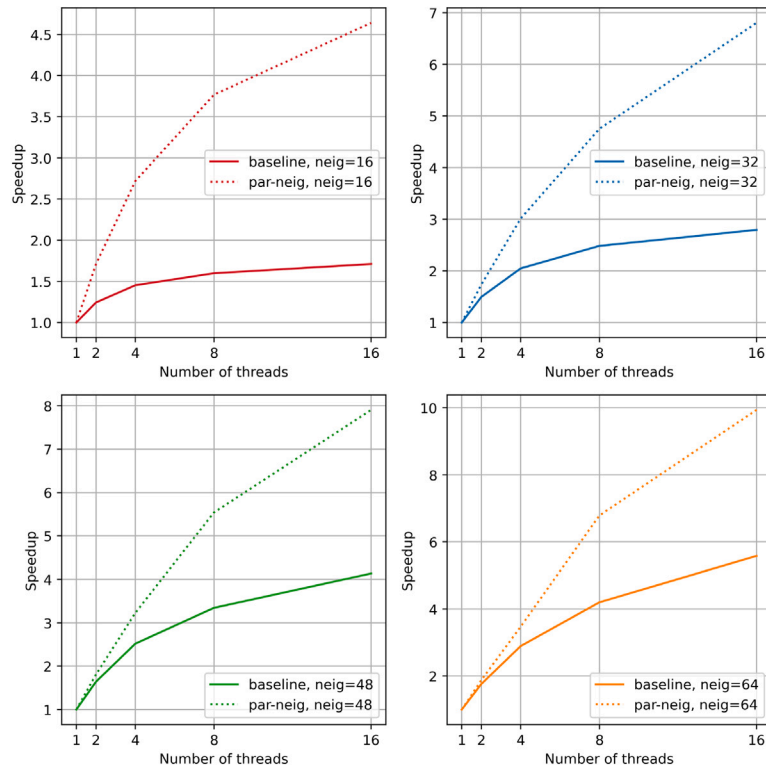 4.5
4.0
3.5
3.0
2.5
2.0
1.5
1.0
Speedup
baseline, neig=16
par-neig, neig=16
1 2 4 8 16
Number of threads
7
6
5
4
3
2
1
Speedup
baseline, neig=32
par-neig, neig=32
1 2 4 8 16
Number of threads
8
7
6
5
4
3
2
1
Speedup
baseline, neig=48
par-neig, neig=48
1 2 4 8 16
Number of threads
10
8
6
4
2
Speedup
baseline, neig=64
par-neig, neig=64
1 2 4 8 16
Number of threads